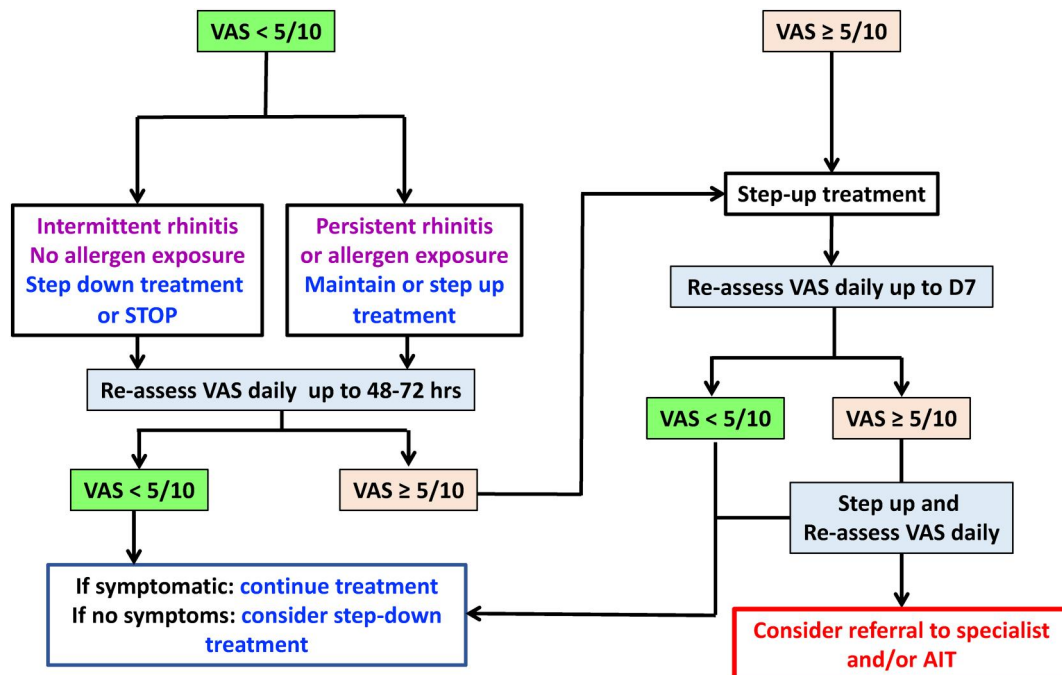 VAS < 5/10
VAS ≥ 5/10
Intermittent rhinitis
No allergen exposure
Step down treatment
or STOP
Persistent rhinitis
or allergen exposure
Maintain or step up
treatment
Step-up treatment
Re-assess VAS daily up to D7
Re-assess VAS daily up to 48-72 hrs
VAS < 5/10
VAS ≥ 5/10
VAS < 5/10
VAS ≥ 5/10
Step up and
Re-assess VAS daily
If symptomatic: continue treatment
If no symptoms: consider step-down
treatment
Consider referral to specialist
and/or AIT